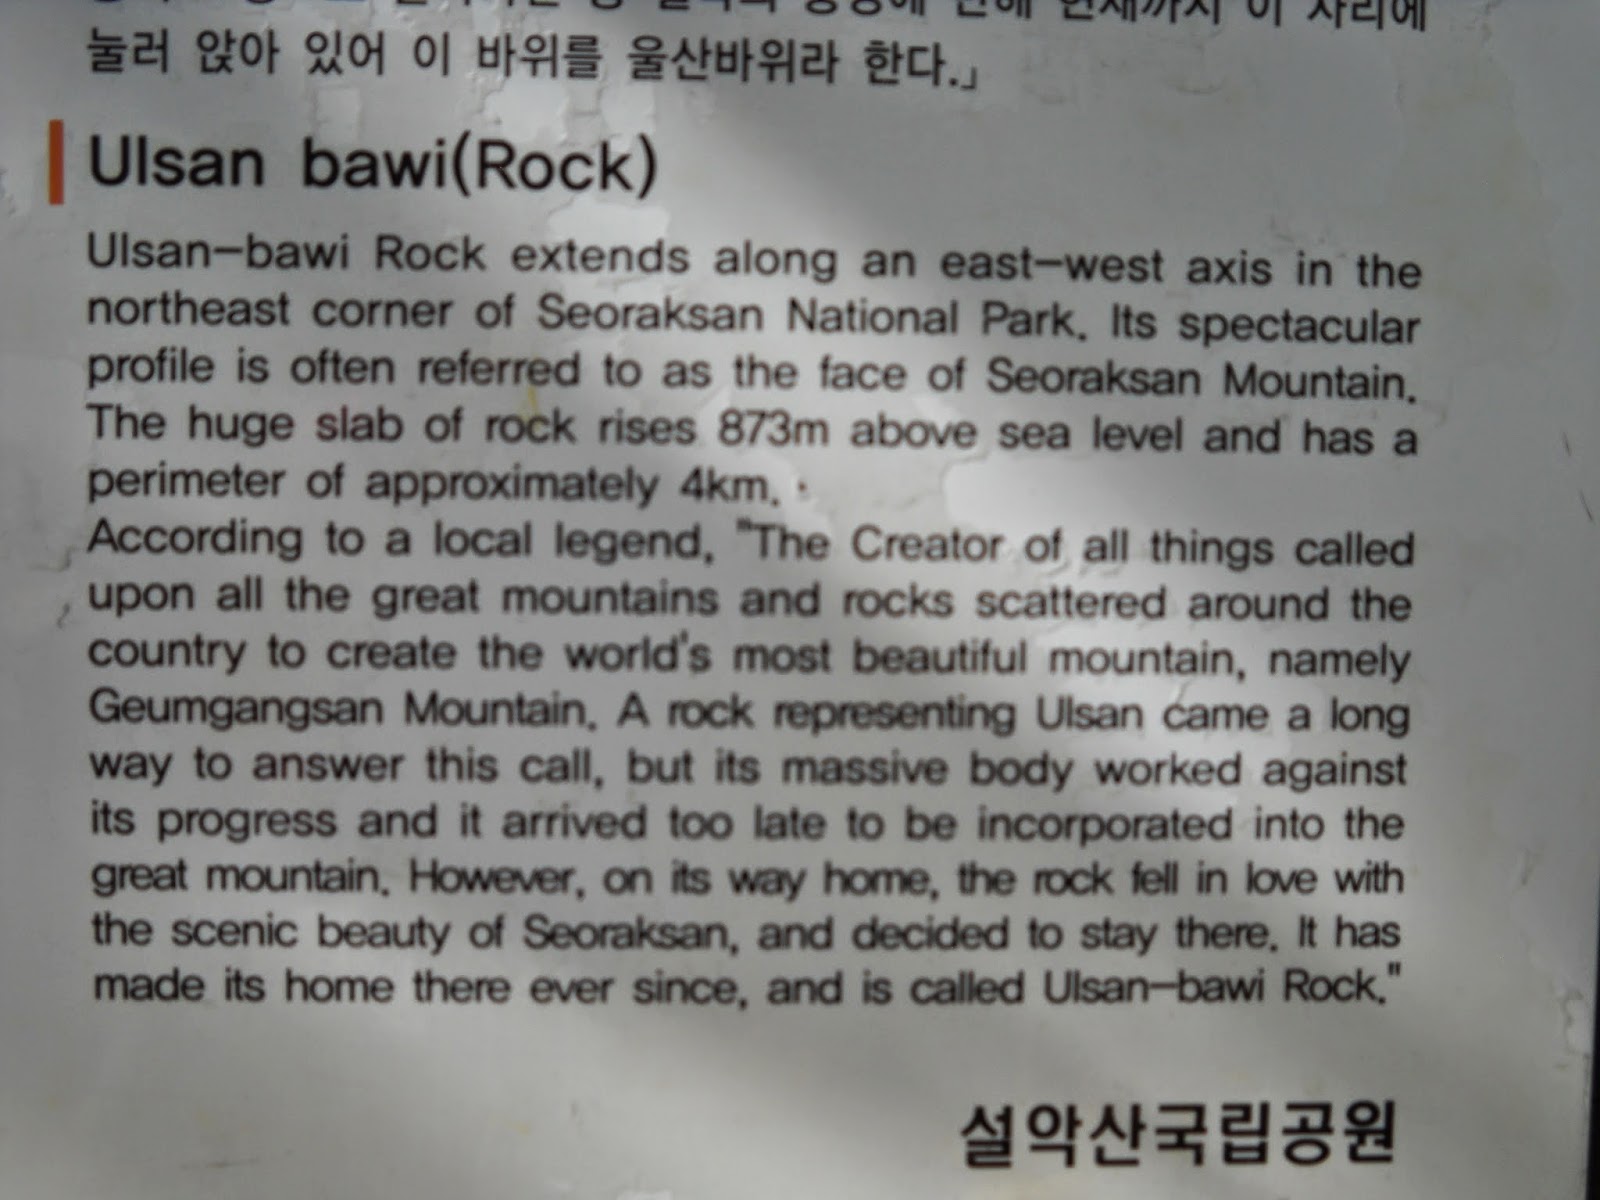 현재까지 이 자리에
눌러 앉아 있어 이 바위를 울산바위라 한다.」
Ulsan bawi(Rock)
Ulsan-bawi Rock extends along an east-west axis in the
northeast corner of Seoraksan National Park. Its spectacular
profile is often referred to as the face of Seoraksan Mountain.
The huge slab of rock rises 873m above sea level and has a
perimeter of approximately 4km.
According to a local legend, "The Creator of all things called
upon all the great mountains and rocks scattered around the
country to create the world's most beautiful mountain, namely
Geumgangsan Mountain. A rock representing Ulsan came a long
way to answer this call, but its massive body worked against
its progress and it arrived too late to be incorporated into the
great mountain. However, on its way home, the rock fell in love with
the scenic beauty of Seoraksan, and decided to stay there. It has
made its home there ever since, and is called Ulsan-bawi Rock."
설악산국립공원